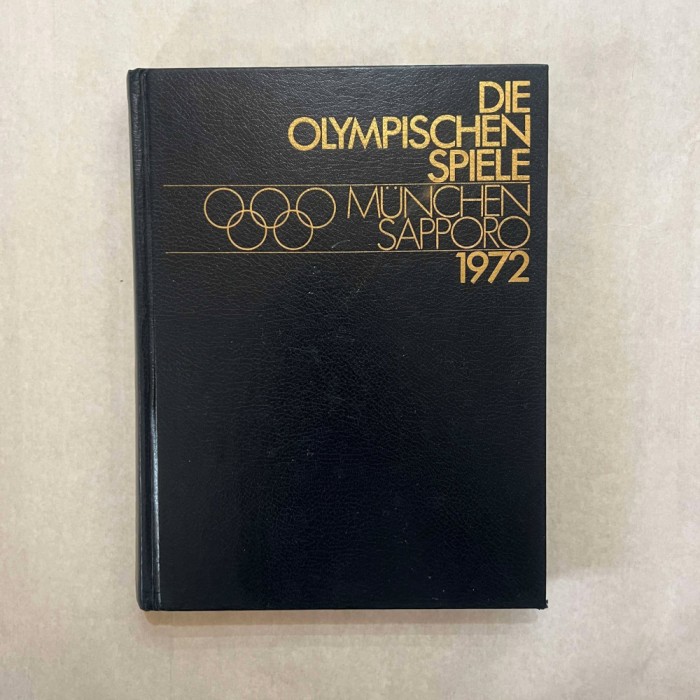 DIE
OLYMPISCHEN
SPIELE
MÜNCHEN
SAPPORO
1972